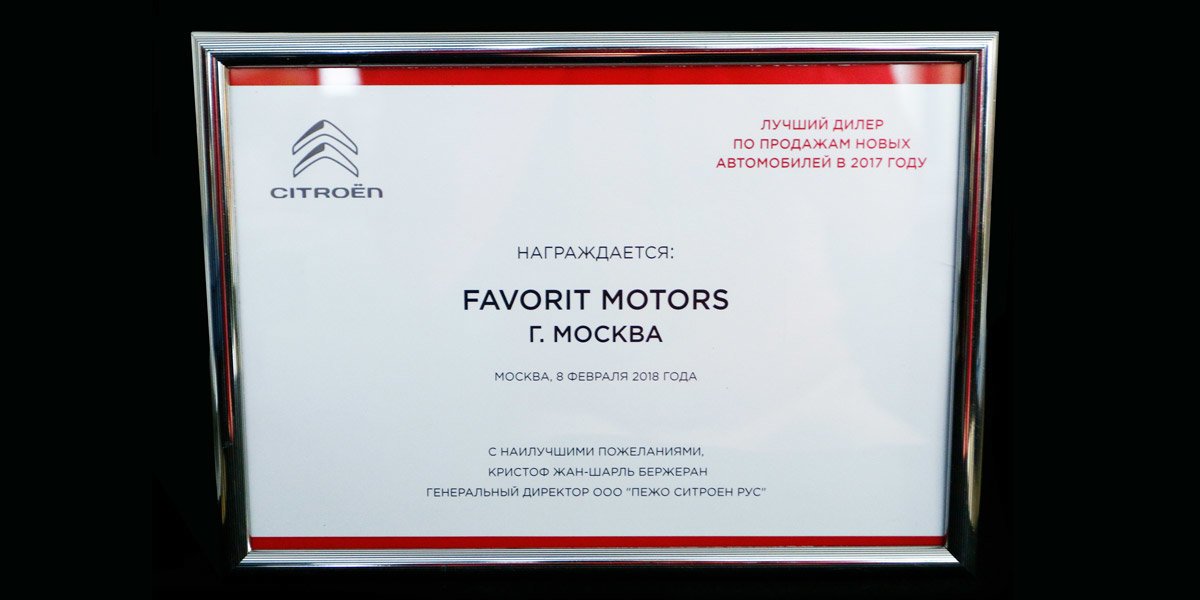 CITROËN
ЛУЧШИЙ ДИЛЕР
ПО ПРОДАЖАМ НОВЫХ
АВТОМОБИЛЕЙ В 2017 ГОДУ
НАГРАЖДАЕТСЯ:
FAVORIT MOTORS
Г. МОСКВА
МОСКВА, 8 ФЕВРАЛЯ 2018 ГОДА
С НАИЛУЧШИМИ ПОЖЕЛАНИЯМИ,
КРИСТОФ ЖАН-ШАРЛЬ БЕРЖЕРАН
ГЕНЕРАЛЬНЫЙ ДИРЕКТОР ООО "ПЕЖО СИТРОЕН РУС"